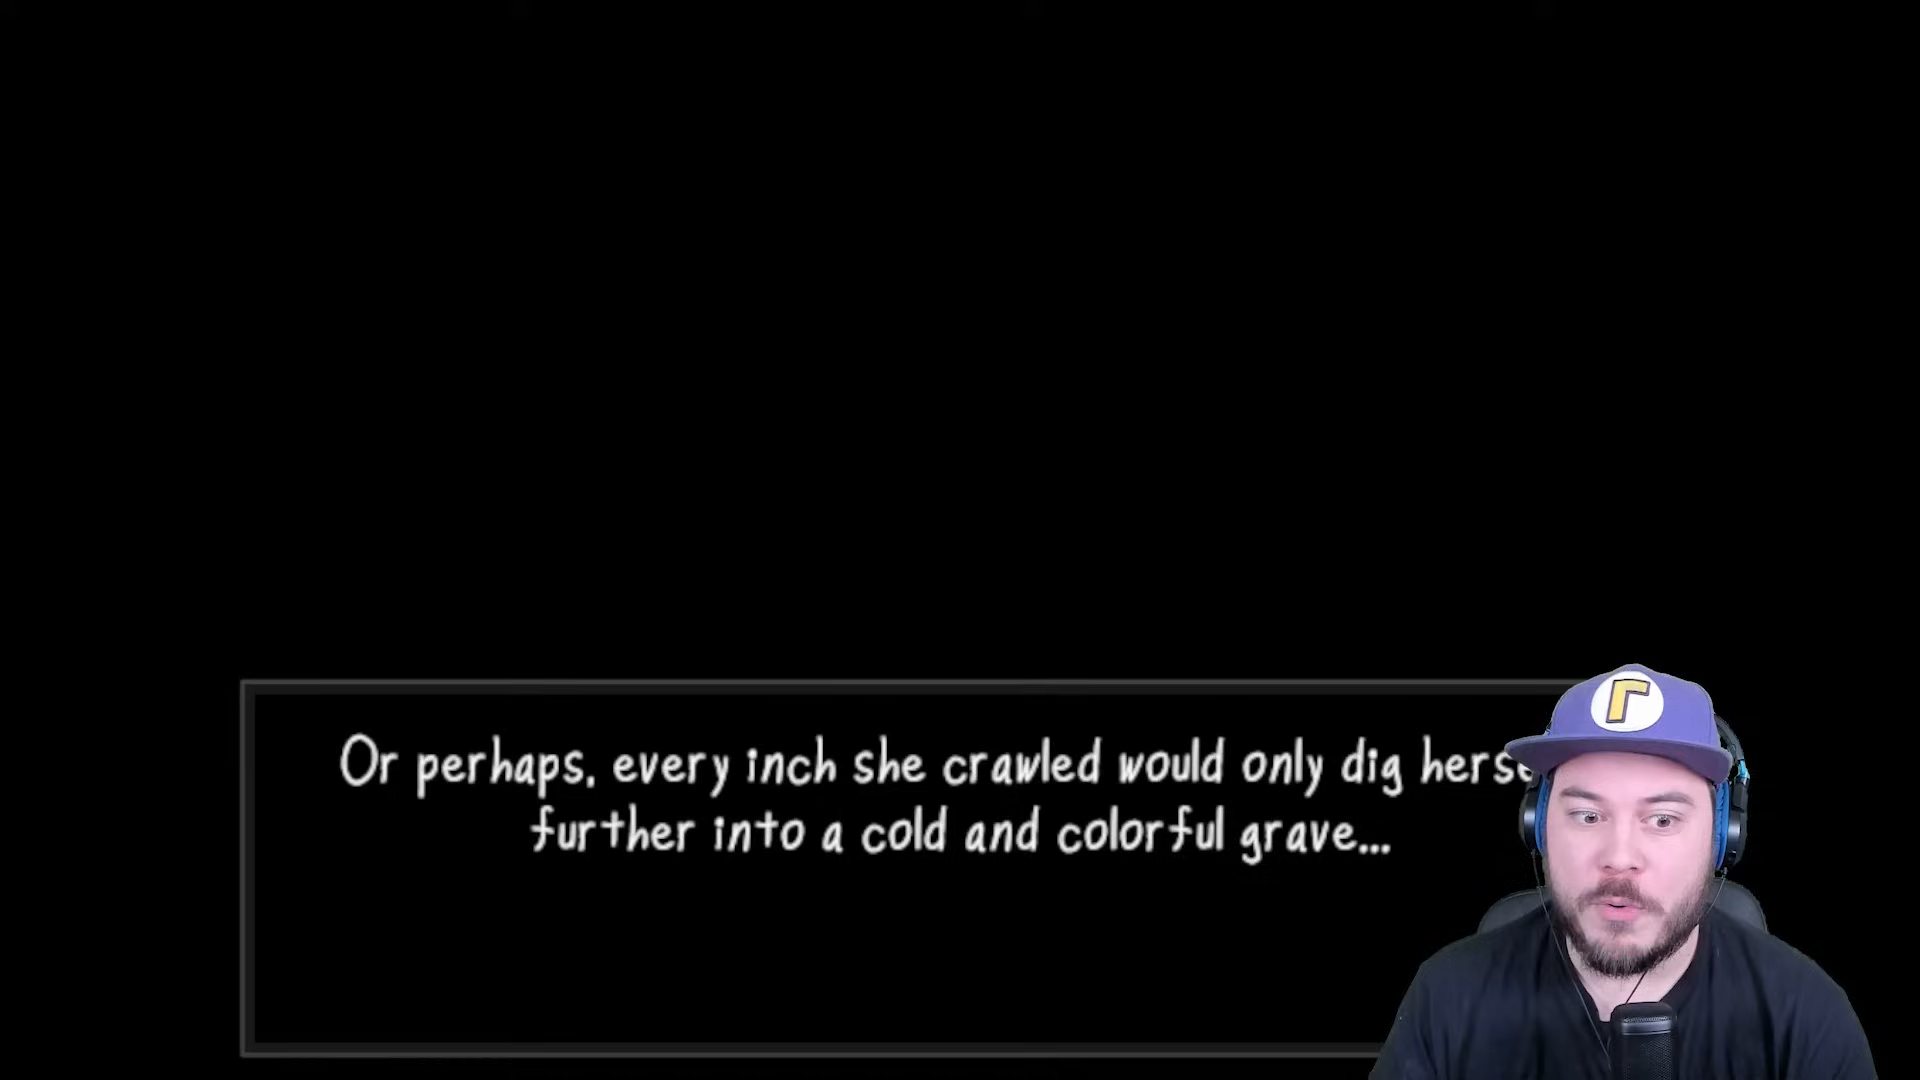 Or perhaps, every inch she crawled would only dig
further into a cold and colorful grave...